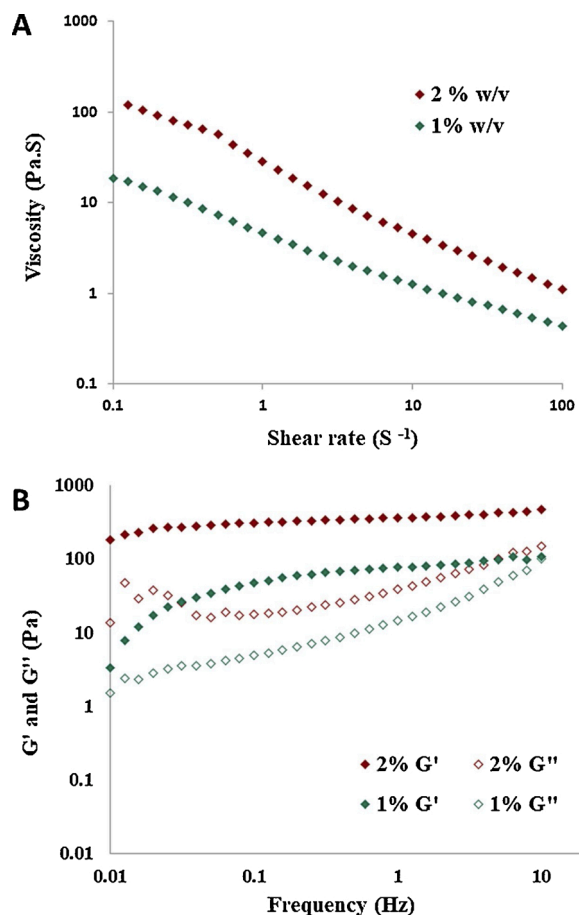 A
1000
100
10
1
0.1
Viscosity (Pa.S)
2 % w/v
1% w/v
0.1 1 10 100
Shear rate (S -1)
B
1000
100
10
1
0.1
0.01
G' and G'' (Pa)
2% G' 2% G''
1% G' 1% G''
0.01 0.1 1 10
Frequency (Hz)